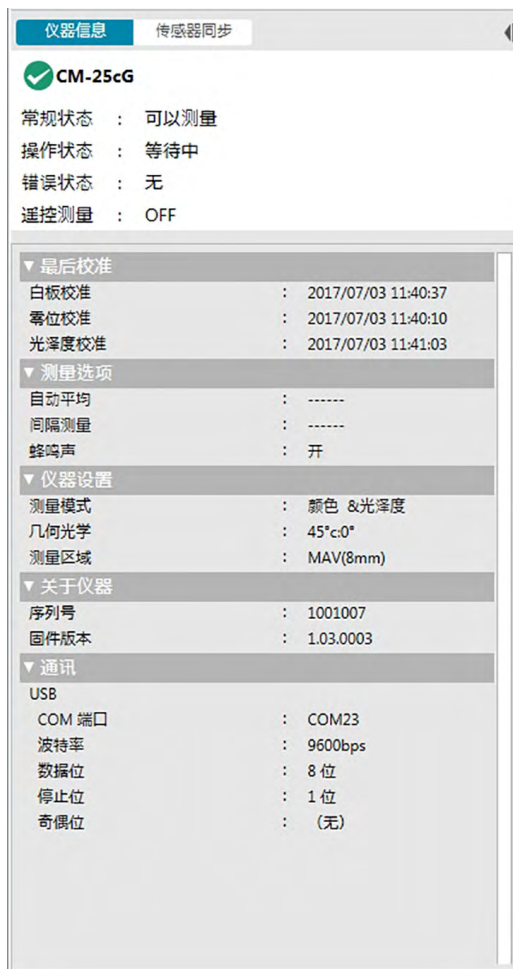 仪器信息 传感器同步
CM-25cG
常规状态 : 可以测量
操作状态 : 等待中
错误状态 : 无
遥控测量 : OFF
▼最后校准
白板校准 : 2017/07/03 11:40:37
零位校准 : 2017/07/03 11:40:10
光泽度校准 : 2017/07/03 11:41:03
▼测量选项
自动平均 : ------
间隔测量 : ------
蜂鸣声 : 开
▼仪器设置
测量模式 : 颜色 &光泽度
几何光学 : 45°c:0°
测量区域 : MAV(8mm)
▼关于仪器
序列号 : 1001007
固件版本 : 1.03.0003
▼通讯
USB
COM 端口 : COM23
波特率 : 9600bps
数据位 : 8 位
停止位 : 1 位
奇偶位 : （无）